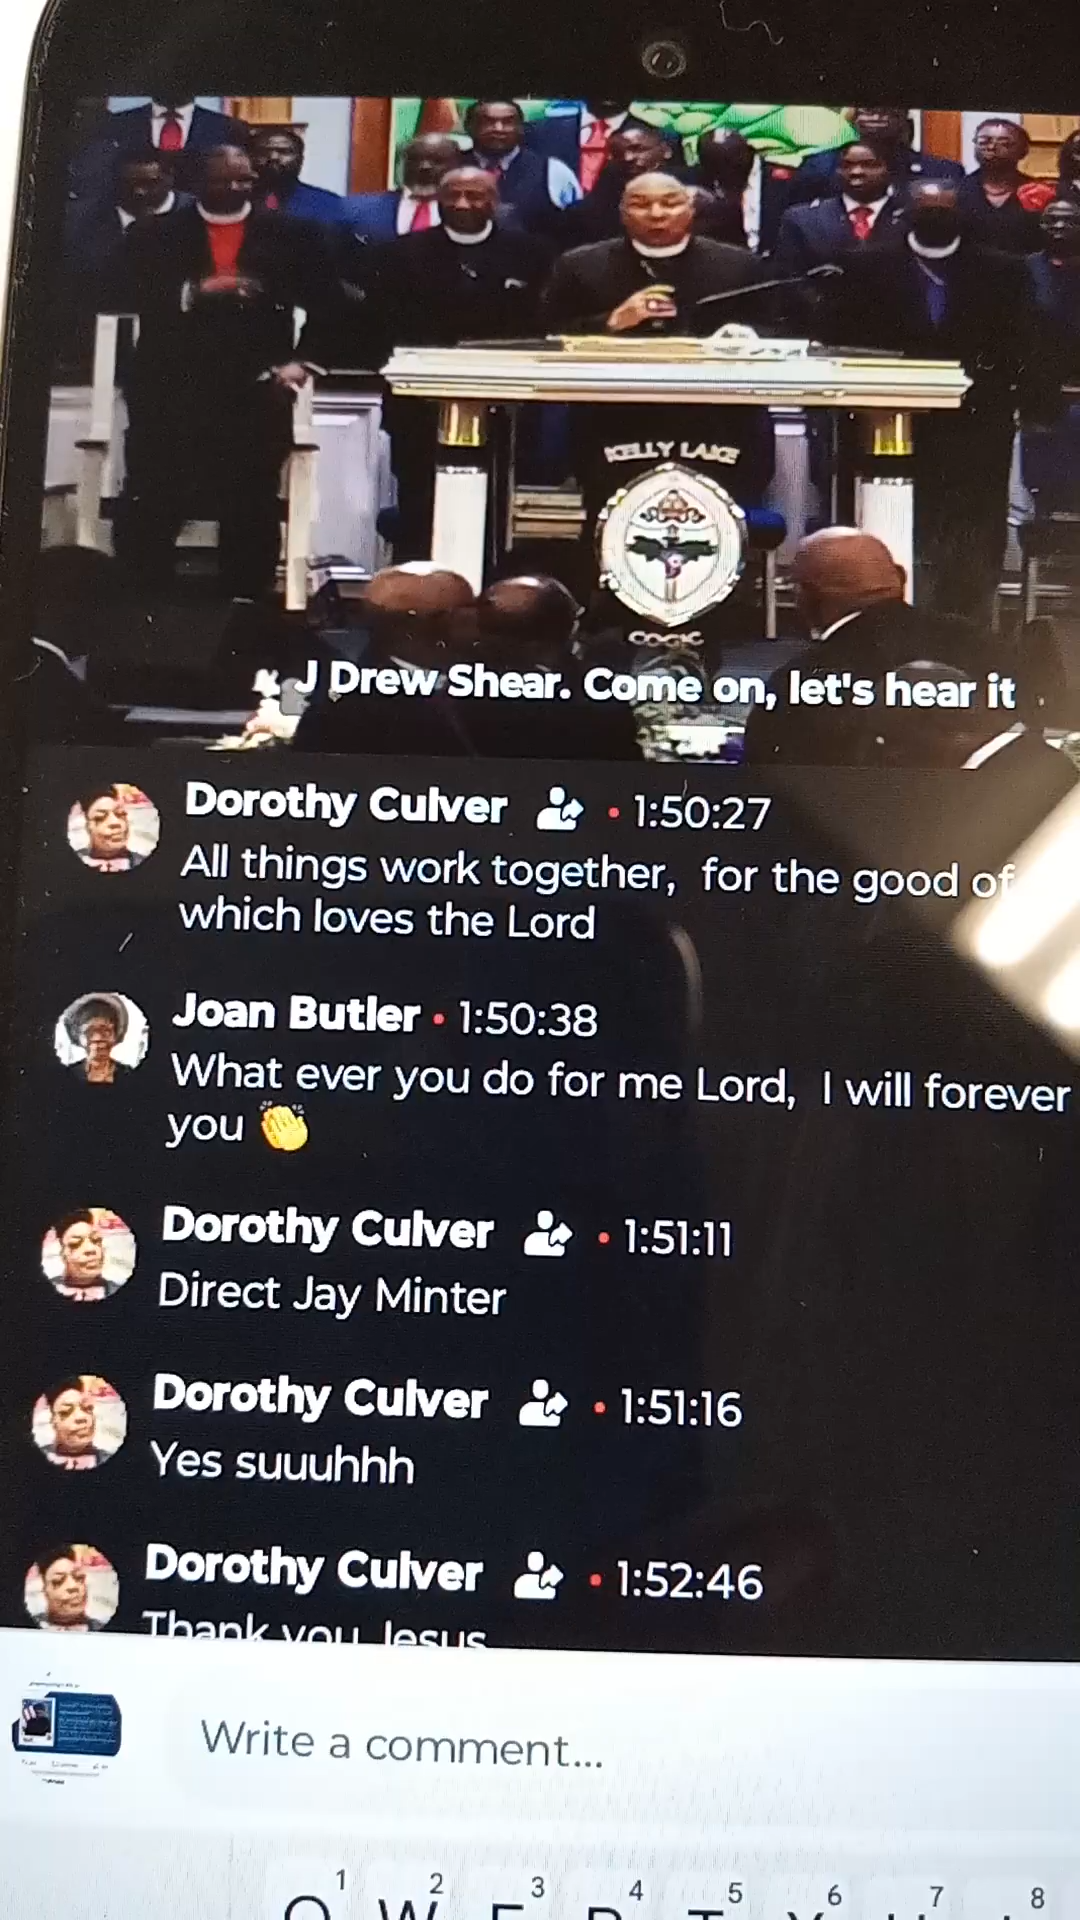 KELLY LAKE
COGIC
J Drew Shear. Come on, let's hear it
Dorothy Culver • 1:50:27
All things work together, for the good of
which loves the Lord
Joan Butler • 1:50:38
What ever you do for me Lord, I will forever
you 👏
Dorothy Culver • 1:51:11
Direct Jay Minter
Dorothy Culver • 1:51:16
Yes suuuhhh
Dorothy Culver • 1:52:46
Thank you Jesus
Write a comment...
1 2 3 4 5 6 7 8
Q W E R T Y U I